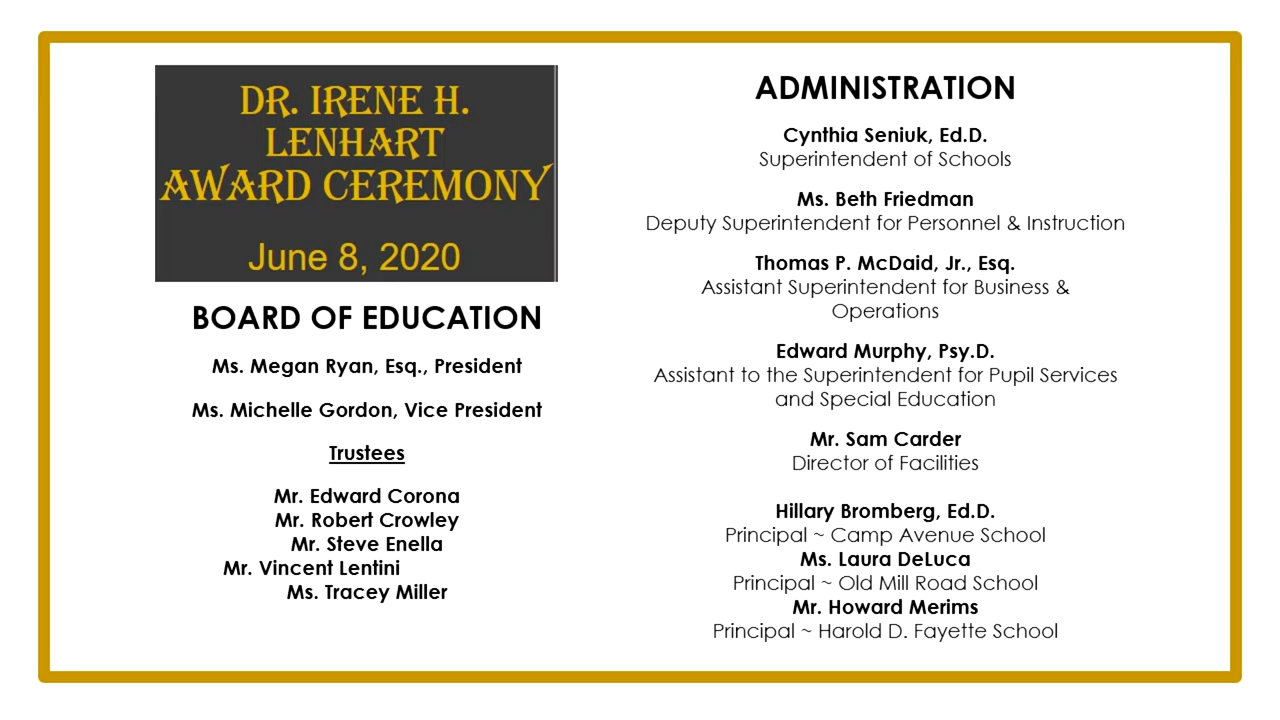 DR. IRENE H.
LENHART
AWARD CEREMONY
June 8, 2020
BOARD OF EDUCATION
Ms. Megan Ryan, Esq., President
Ms. Michelle Gordon, Vice President
Trustees
Mr. Edward Corona
Mr. Robert Crowley
Mr. Steve Enella
Mr. Vincent Lentini
Ms. Tracey Miller
ADMINISTRATION
Cynthia Seniuk, Ed.D.
Superintendent of Schools
Ms. Beth Friedman
Deputy Superintendent for Personnel & Instruction
Thomas P. McDaid, Jr., Esq.
Assistant Superintendent for Business &
Operations
Edward Murphy, Psy.D.
Assistant to the Superintendent for Pupil Services
and Special Education
Mr. Sam Carder
Director of Facilities
Hillary Bromberg, Ed.D.
Principal ~ Camp Avenue School
Ms. Laura DeLuca
Principal ~ Old Mill Road School
Mr. Howard Merims
Principal ~ Harold D. Fayette School